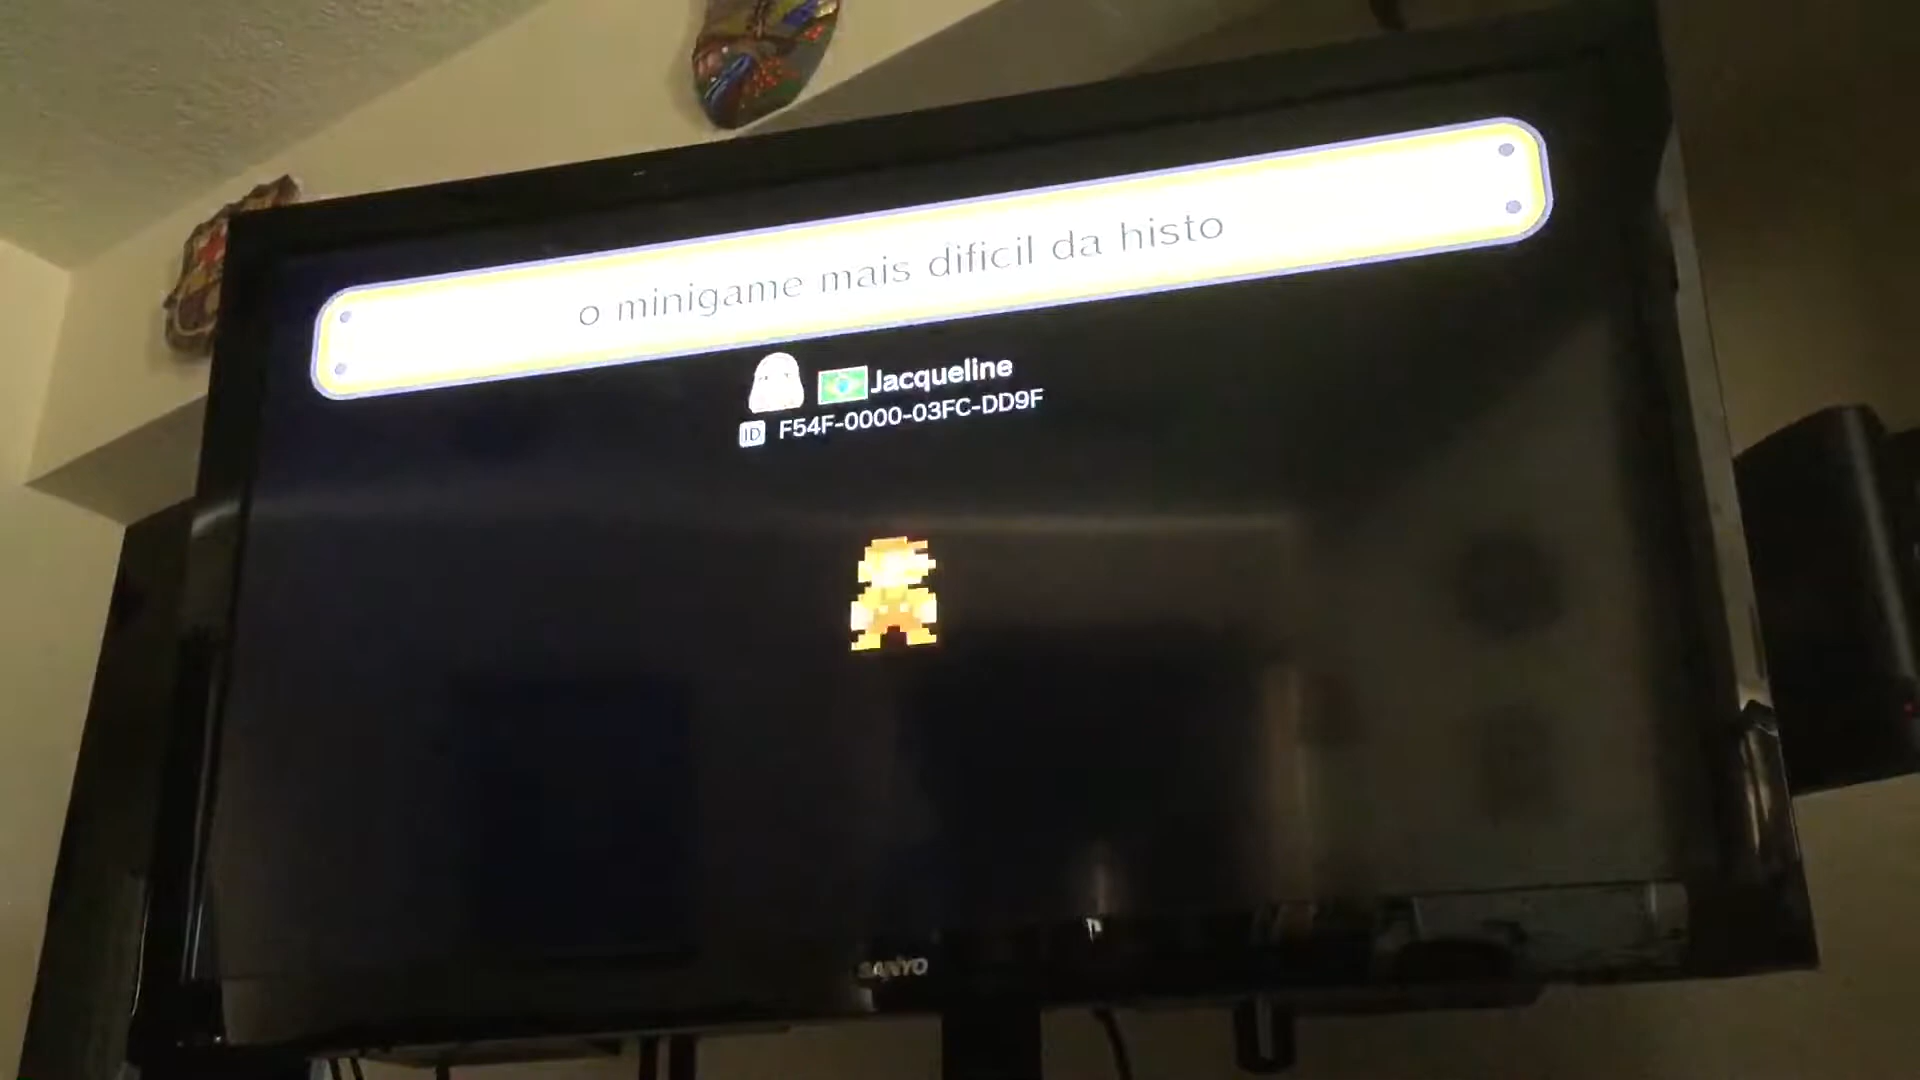 o minigame mais dificil da histo
Jacqueline
ID F54F-0000-03FC-DD9F
SANYO